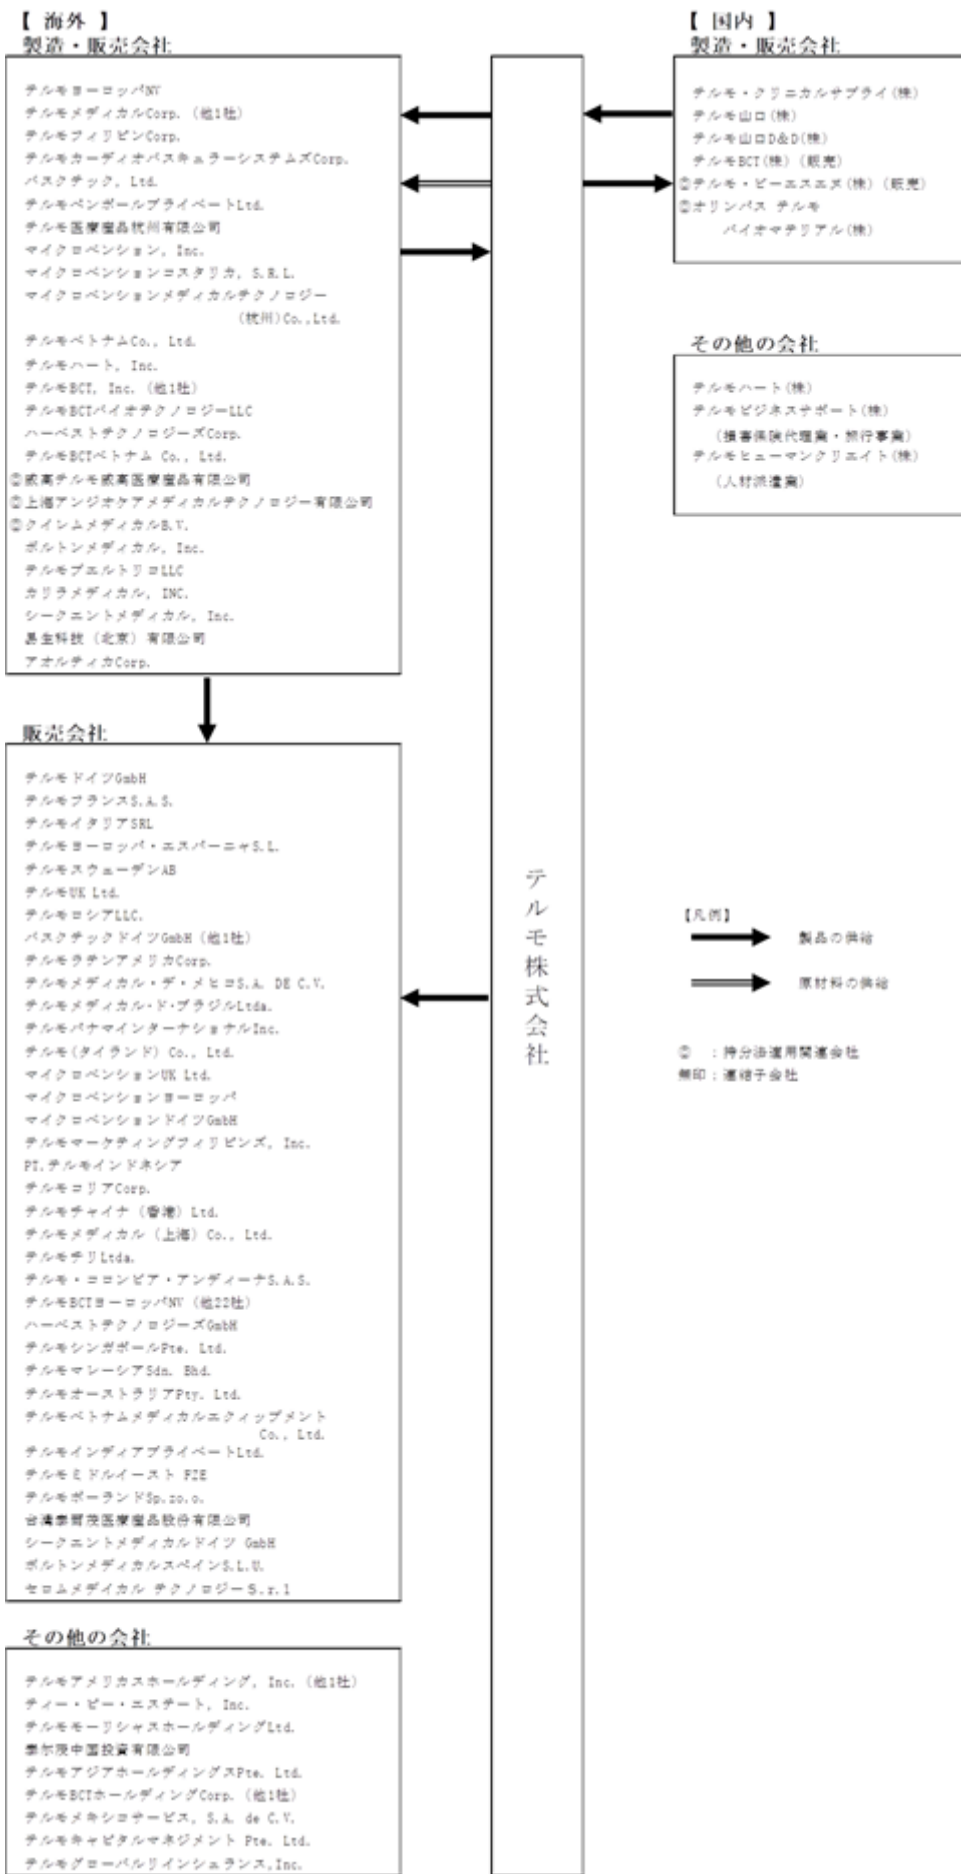 【 海外 】
製造・販売会社
テルモヨーロッパNV
テルモメディカルCorp. (他1社)
テルモフィリピンCorp.
テルモカーディオバスキュラーシステムズCorp.
バスクテック, Ltd.
テルモペンポールプライベートLtd.
テルモ医療産品杭州有限公司
マイクロベンション, Inc.
マイクロベンションコスタリカ, S.R.L.
マイクロベンションメディカルテクノロジー
(杭州)Co.,Ltd.
テルモベトナムCo., Ltd.
テルモハート, Inc.
テルモBCT, Inc. (他1社)
テルモBCTバイオテクノロジーLLC
ハーベストテクノロジーズCorp.
テルモBCTベトナム Co., Ltd.
◎威高テルモ威高医療産品有限公司
◎上海アンジオケアメディカルテクノロジー有限公司
◎クイレムメディカルB.V.
ボルトンメディカル, Inc.
テルモプエルトリコLLC
カリラメディカル, INC.
シークエントメディカル, Inc.
易生科技（北京）有限公司
アオルティカCorp.
販売会社
テルモドイツGmbH
テルモフランスS.A.S.
テルモイタリアSRL
テルモヨーロッパ・エスパーニャS.L.
テルモスウェーデンAB
テルモUK Ltd.
テルモロシアLLC.
バスクテックドイツGmbH (他1社)
テルモラテンアメリカCorp.
テルモメディカル・デ・メヒコS.A. DE C.V.
テルモメディカル・ド・ブラジルLtda.
テルモパナマインターナショナルInc.
テルモ(タイランド) Co., Ltd.
マイクロベンションUK Ltd.
マイクロベンションヨーロッパ
マイクロベンションドイツGmbH
テルモマーケティングフィリピンズ, Inc.
PT.テルモインドネシア
テルモコリアCorp.
テルモチャイナ（香港）Ltd.
テルモメディカル（上海）Co., Ltd.
テルモチリLtda.
テルモ・コロンビア・アンディーナS.A.S.
テルモBCTヨーロッパNV (他22社)
ハーベストテクノロジーズGmbH
テルモシンガポールPte. Ltd.
テルモマレーシアSdn. Bhd.
テルモオーストラリアPty. Ltd.
テルモベトナムメディカルエクィップメント
Co., Ltd.
テルモインディアプライベートLtd.
テルモミドルイースト FZE
テルモポーランドSp.zo.o.
台湾泰爾茂医療産品股份有限公司
シークエントメディカルドイツ GmbH
ボルトンメディカルスペインS.L.U.
セロムメディカル テクノロジーS.r.l
その他の会社
テルモアメリカスホールディング, Inc. (他1社)
ティー・ピー・エステート, Inc.
テルモモーリシャスホールディングLtd.
泰尔茂中国投資有限公司
テルモアジアホールディングスPte. Ltd.
テルモBCTホールディングCorp. (他1社)
テルモメキシコサービス, S.A. de C.V.
テルモキャピタルマネジメント Pte. Ltd.
テルモグローバルリインシュランス,Inc.
テルモ株式会社
【 国内 】
製造・販売会社
テルモ・クリニカルサプライ(株)
テルモ山口(株)
テルモ山口D&D(株)
テルモBCT(株) (販売)
◎テルモ・ビーエスエヌ(株) (販売)
◎オリンパス テルモ
バイオマテリアル(株)
その他の会社
テルモハート(株)
テルモビジネスサポート(株)
(損害保険代理業・旅行事業)
テルモヒューマンクリエイト(株)
(人材派遣業)
【凡例】
製品の供給
原材料の供給
◎ ：持分法適用関連会社
無印：連結子会社